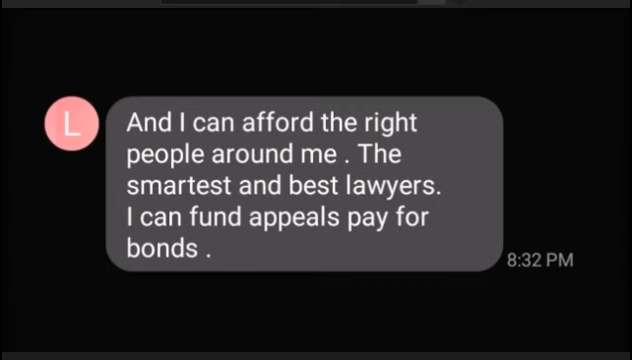 L
And I can afford the right
people around me . The
smartest and best lawyers.
I can fund appeals pay for
bonds .
8:32 PM